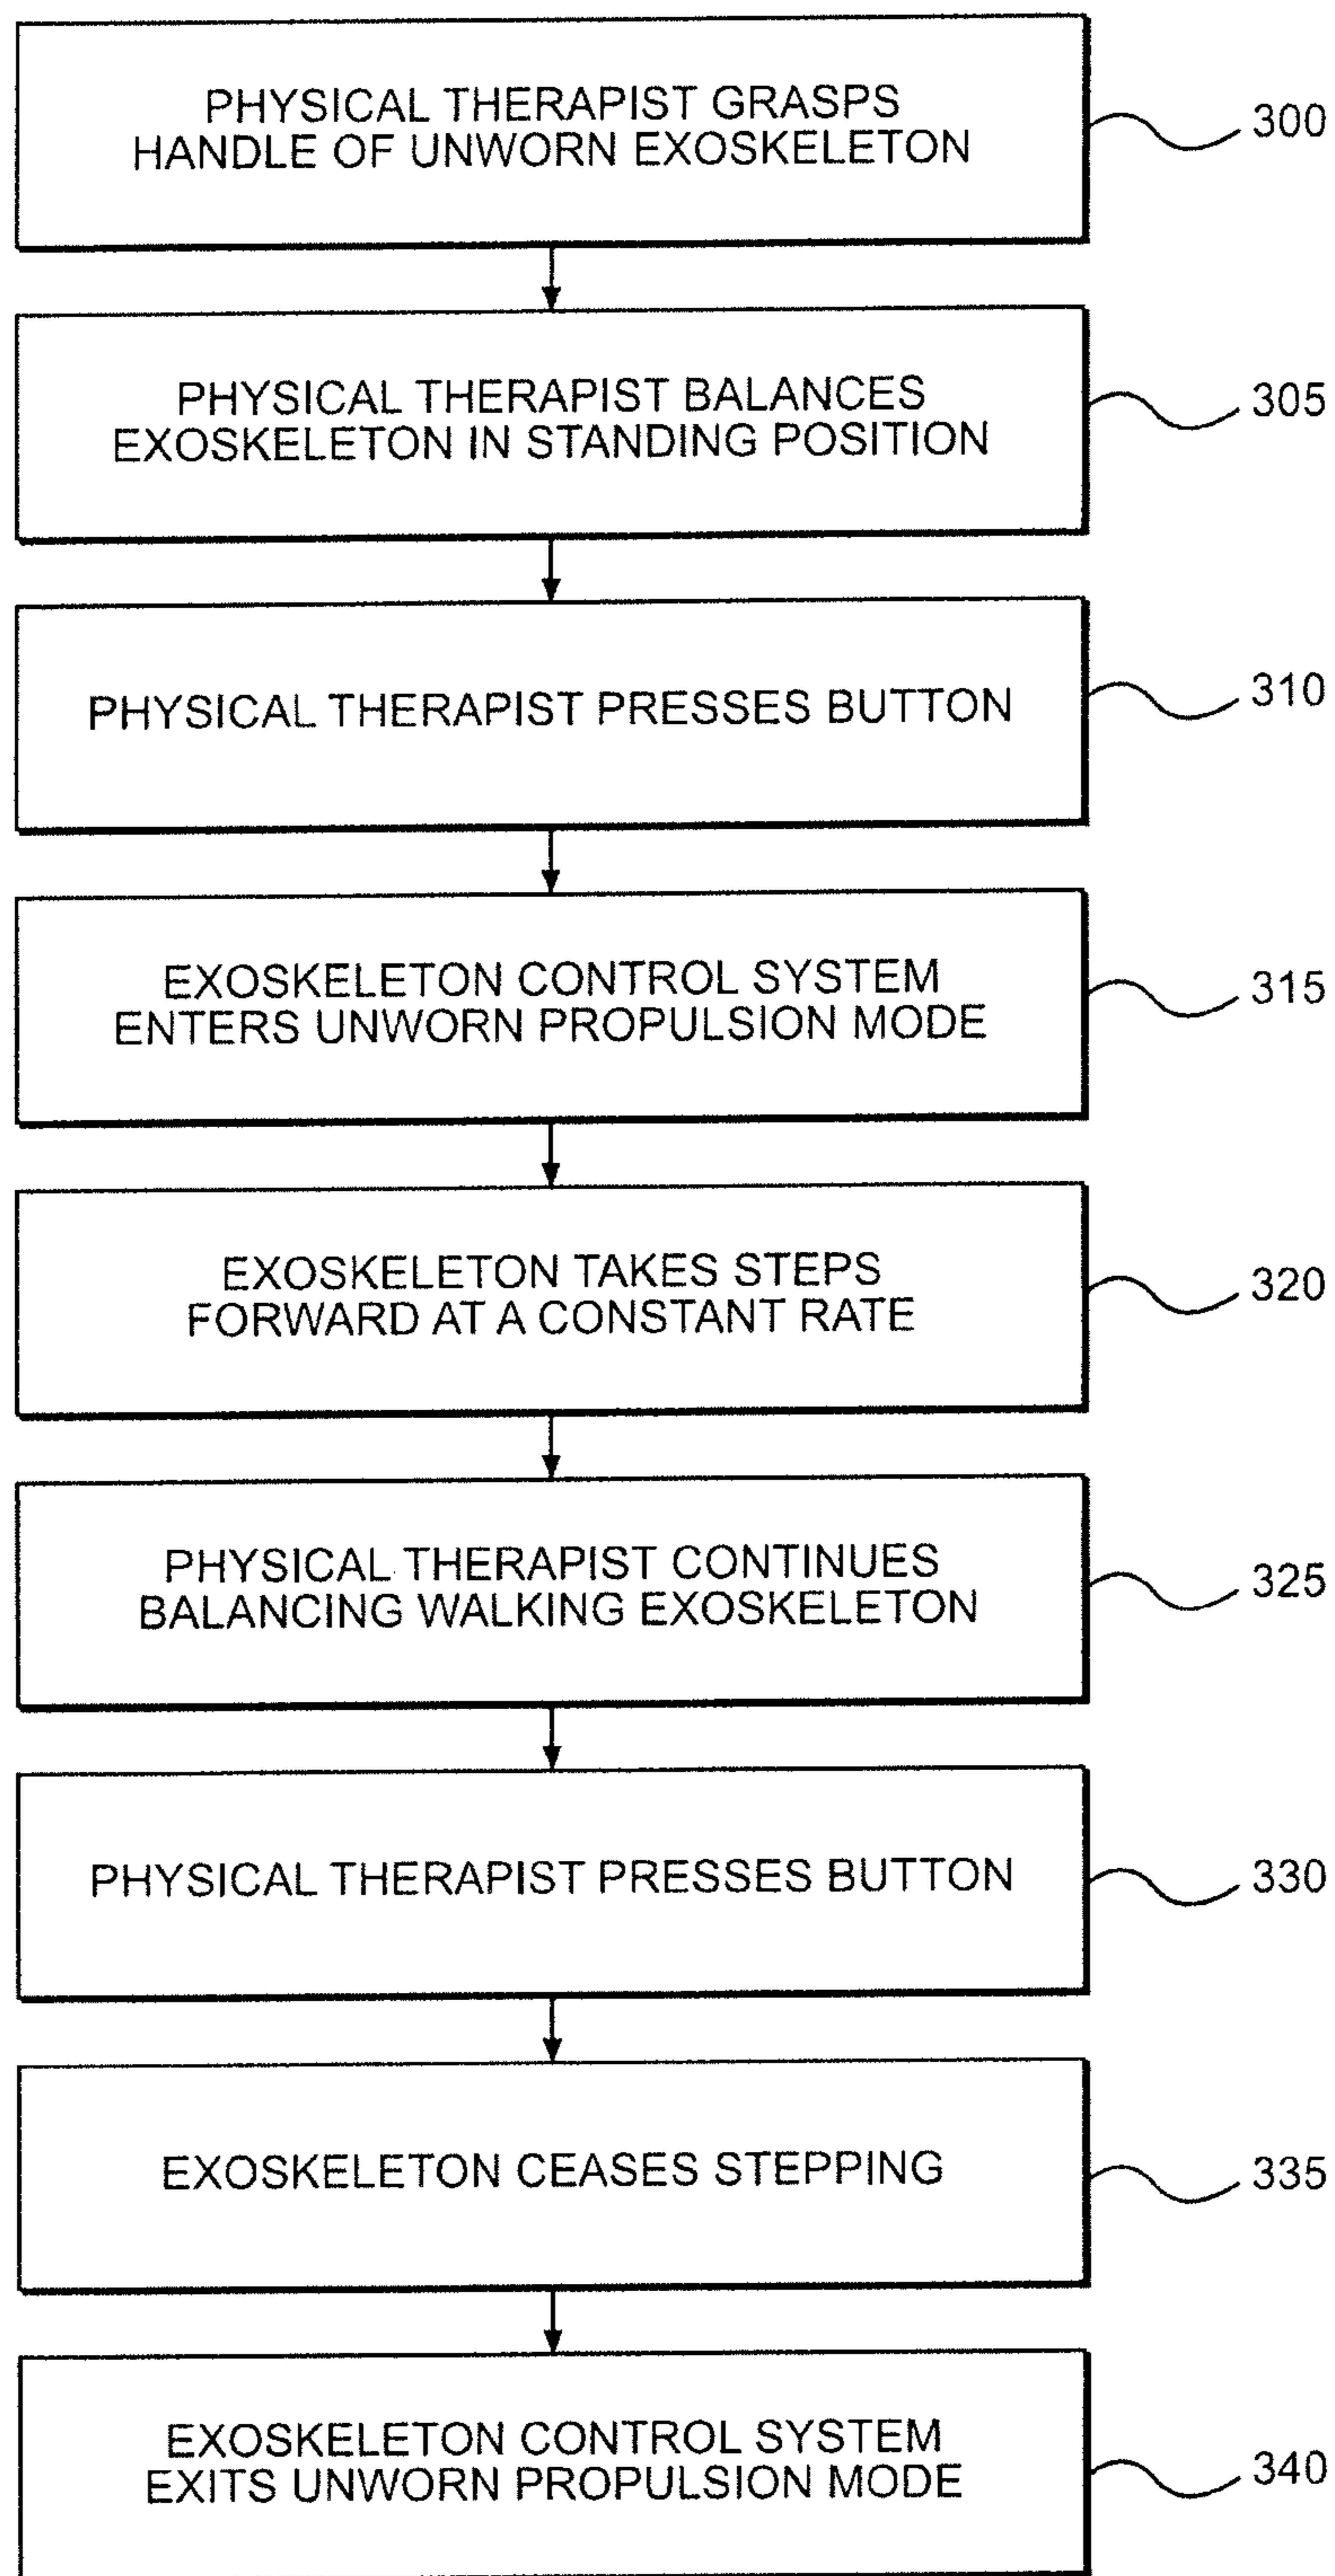 PHYSICAL THERAPIST GRASPS
HANDLE OF UNWORN EXOSKELETON
300
PHYSICAL THERAPIST BALANCES
EXOSKELETON IN STANDING POSITION
305
PHYSICAL THERAPIST PRESSES BUTTON
310
EXOSKELETON CONTROL SYSTEM
ENTERS UNWORN PROPULSION MODE
315
EXOSKELETON TAKES STEPS
FORWARD AT A CONSTANT RATE
320
PHYSICAL THERAPIST CONTINUES
BALANCING WALKING EXOSKELETON
325
PHYSICAL THERAPIST PRESSES BUTTON
330
EXOSKELETON CEASES STEPPING
335
EXOSKELETON CONTROL SYSTEM
EXITS UNWORN PROPULSION MODE
340